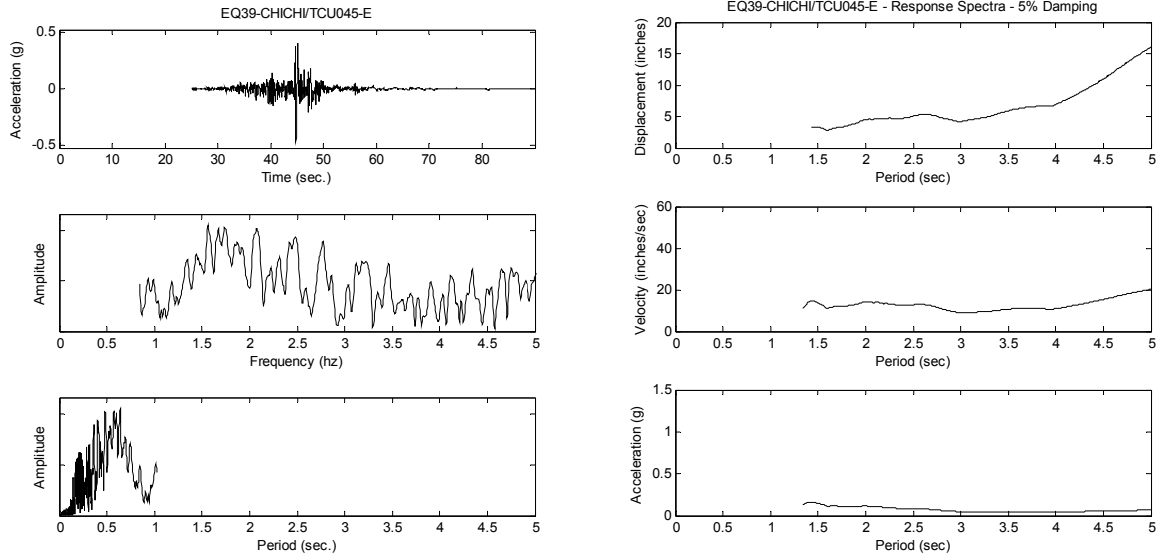 EQ39-CHICHI/TCU045-E
Acceleration (g)
0.5
0
-0.5
0 10 20 30 40 50 60 70 80
Time (sec.)
Amplitude
0 0.5 1 1.5 2 2.5 3 3.5 4 4.5 5
Frequency (hz)
Amplitude
0 0.5 1 1.5 2 2.5 3 3.5 4 4.5 5
Period (sec.)
EQ39-CHICHI/TCU045-E - Response Spectra - 5% Damping
Displacement (inches)
20
15
10
5
0
0 0.5 1 1.5 2 2.5 3 3.5 4 4.5 5
Period (sec)
Velocity (inches/sec)
60
40
20
0
0 0.5 1 1.5 2 2.5 3 3.5 4 4.5 5
Period (sec)
Acceleration (g)
1.5
1
0.5
0
0 0.5 1 1.5 2 2.5 3 3.5 4 4.5 5
Period (sec)